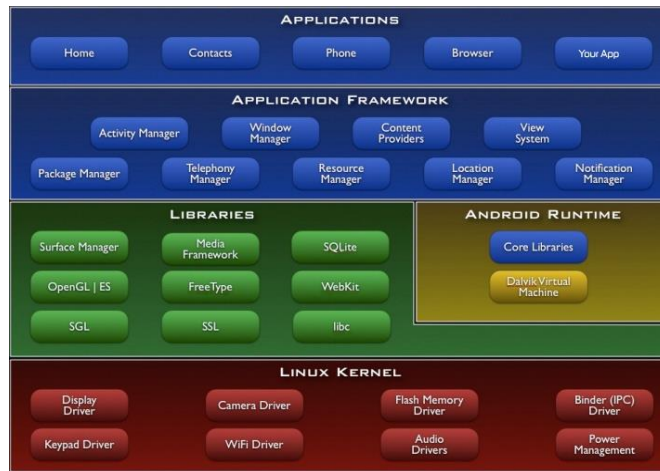 APPLICATIONS
Home
Contacts
Phone
Browser
Your App
APPLICATION FRAMEWORK
Activity Manager
Window
Manager
Content
Providers
View
System
Package Manager
Telephony
Manager
Resource
Manager
Location
Manager
Notification
Manager
LIBRARIES
Surface Manager
Media
Framework
SQLite
OpenGL | ES
FreeType
WebKit
SGL
SSL
libc
ANDROID RUNTIME
Core Libraries
Dalvik Virtual
Machine
LINUX KERNEL
Display
Driver
Camera Driver
Flash Memory
Driver
Binder (IPC)
Driver
Keypad Driver
WiFi Driver
Audio
Drivers
Power
Management